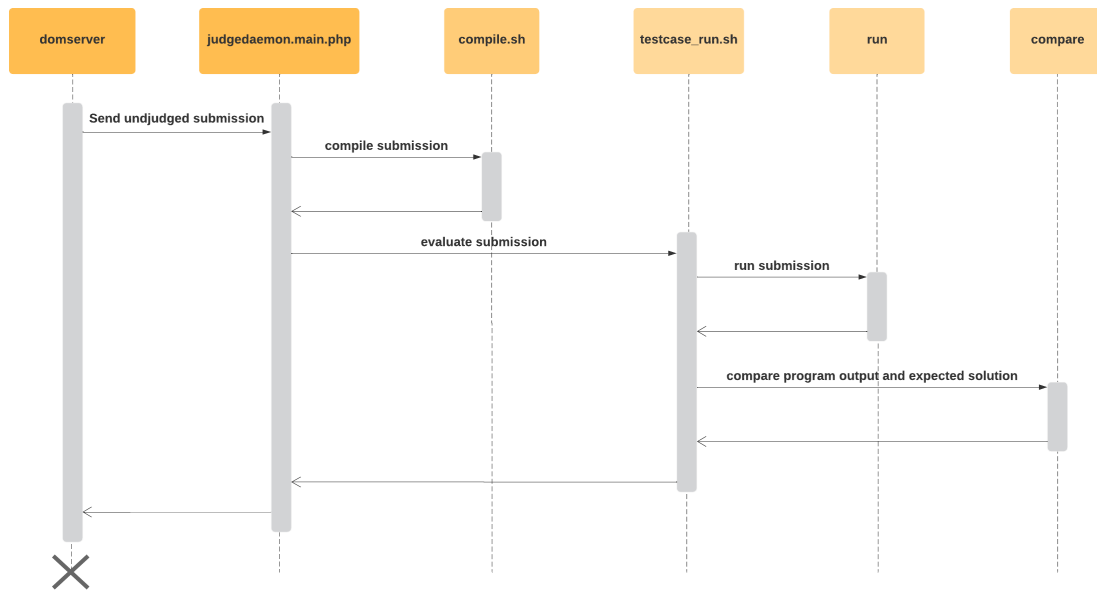 domserver
judgedaemon.main.php
compile.sh
testcase_run.sh
run
compare
Send undjudged submission
compile submission
evaluate submission
run submission
compare program output and expected solution